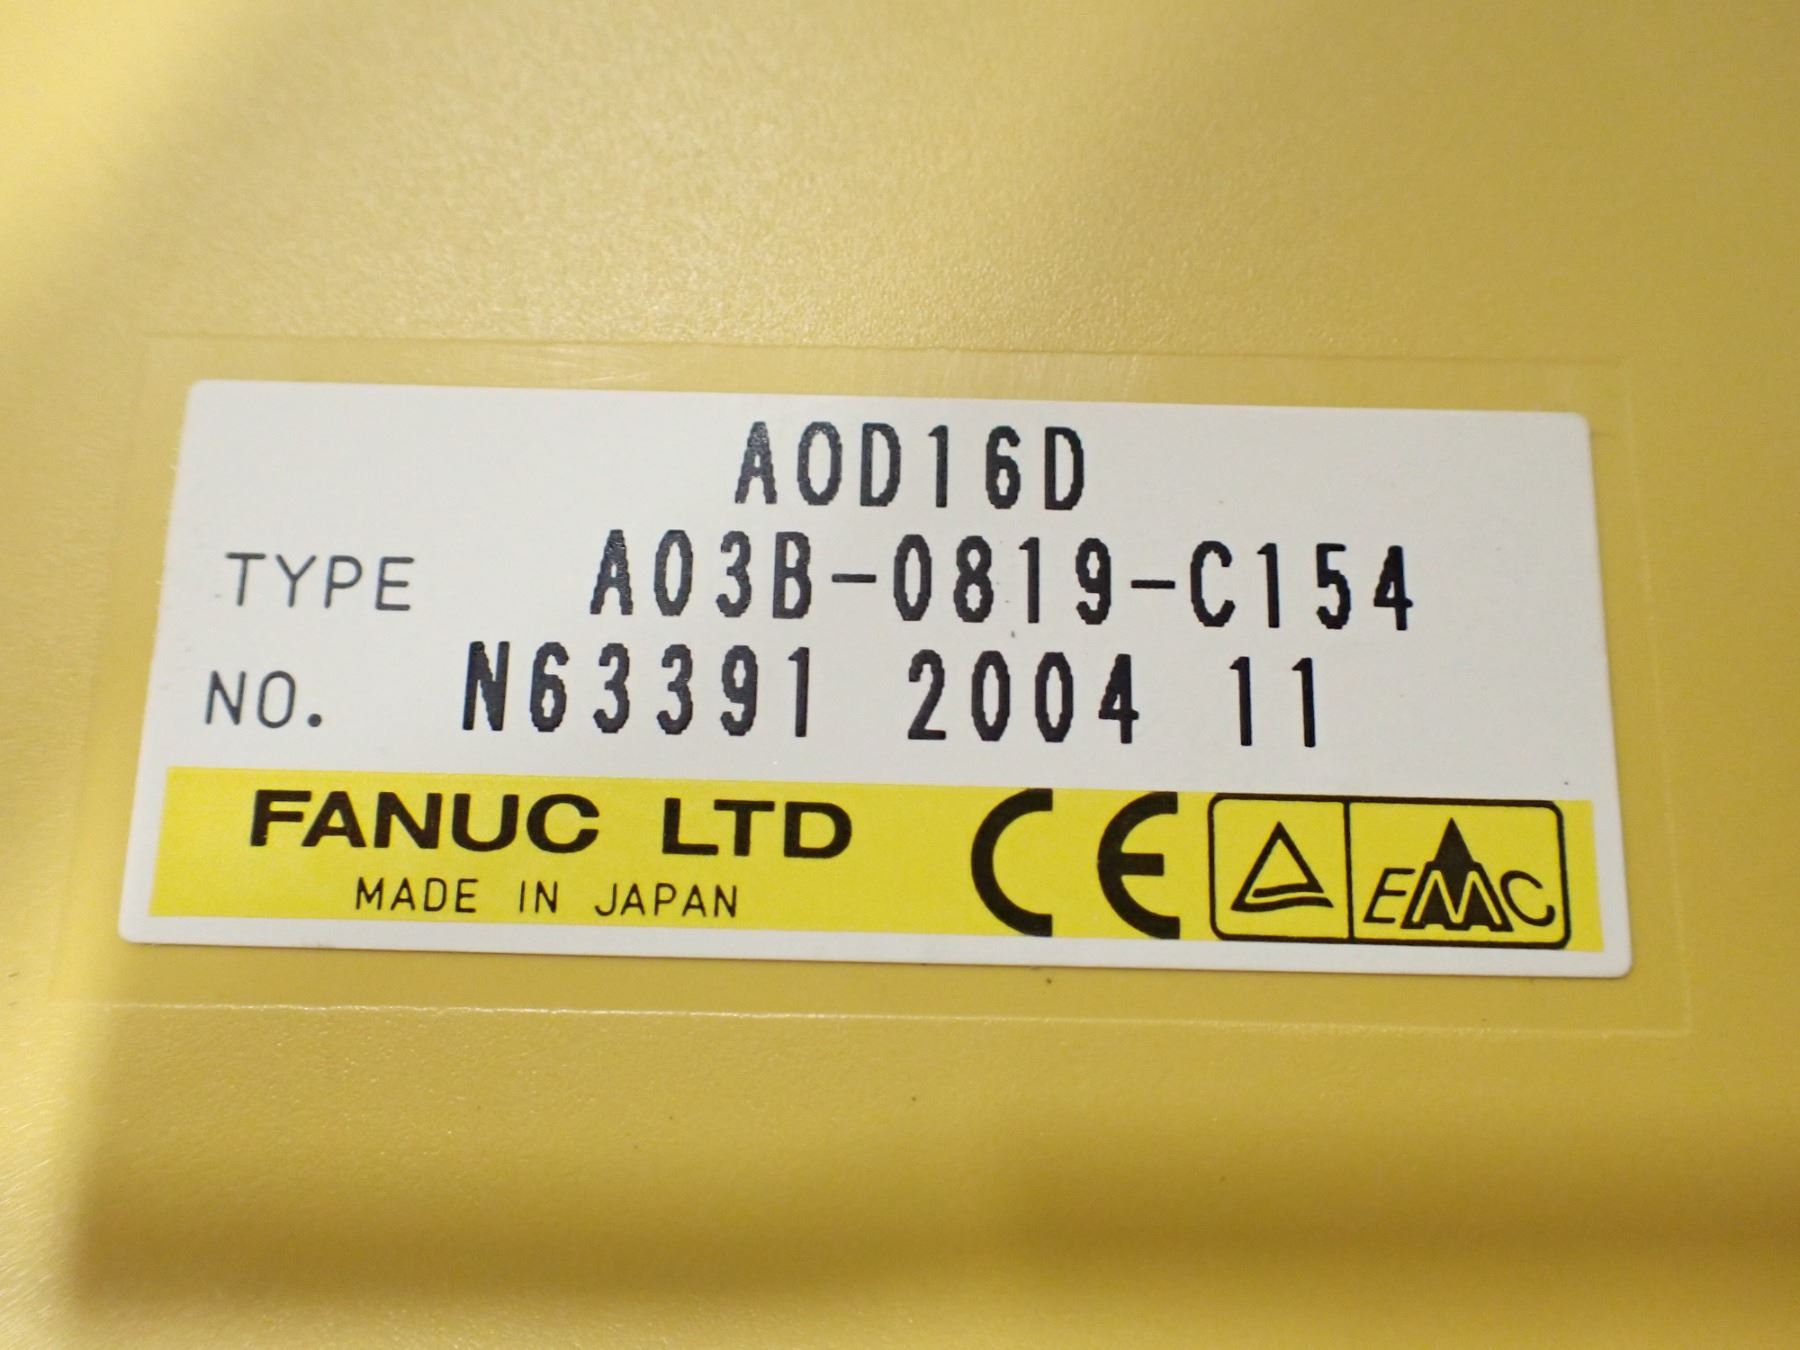 AOD16D
TYPE A03B-0819-C154
NO. N63391 2004 11
FANUC LTD
MADE IN JAPAN
CE
EMC